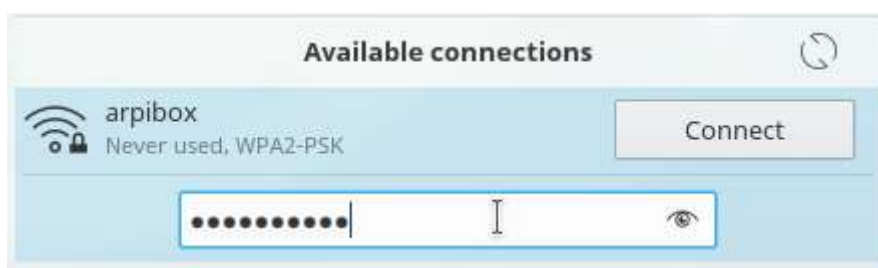 Available connections
arpibox
Never used, WPA2-PSK
Connect
••••••••••